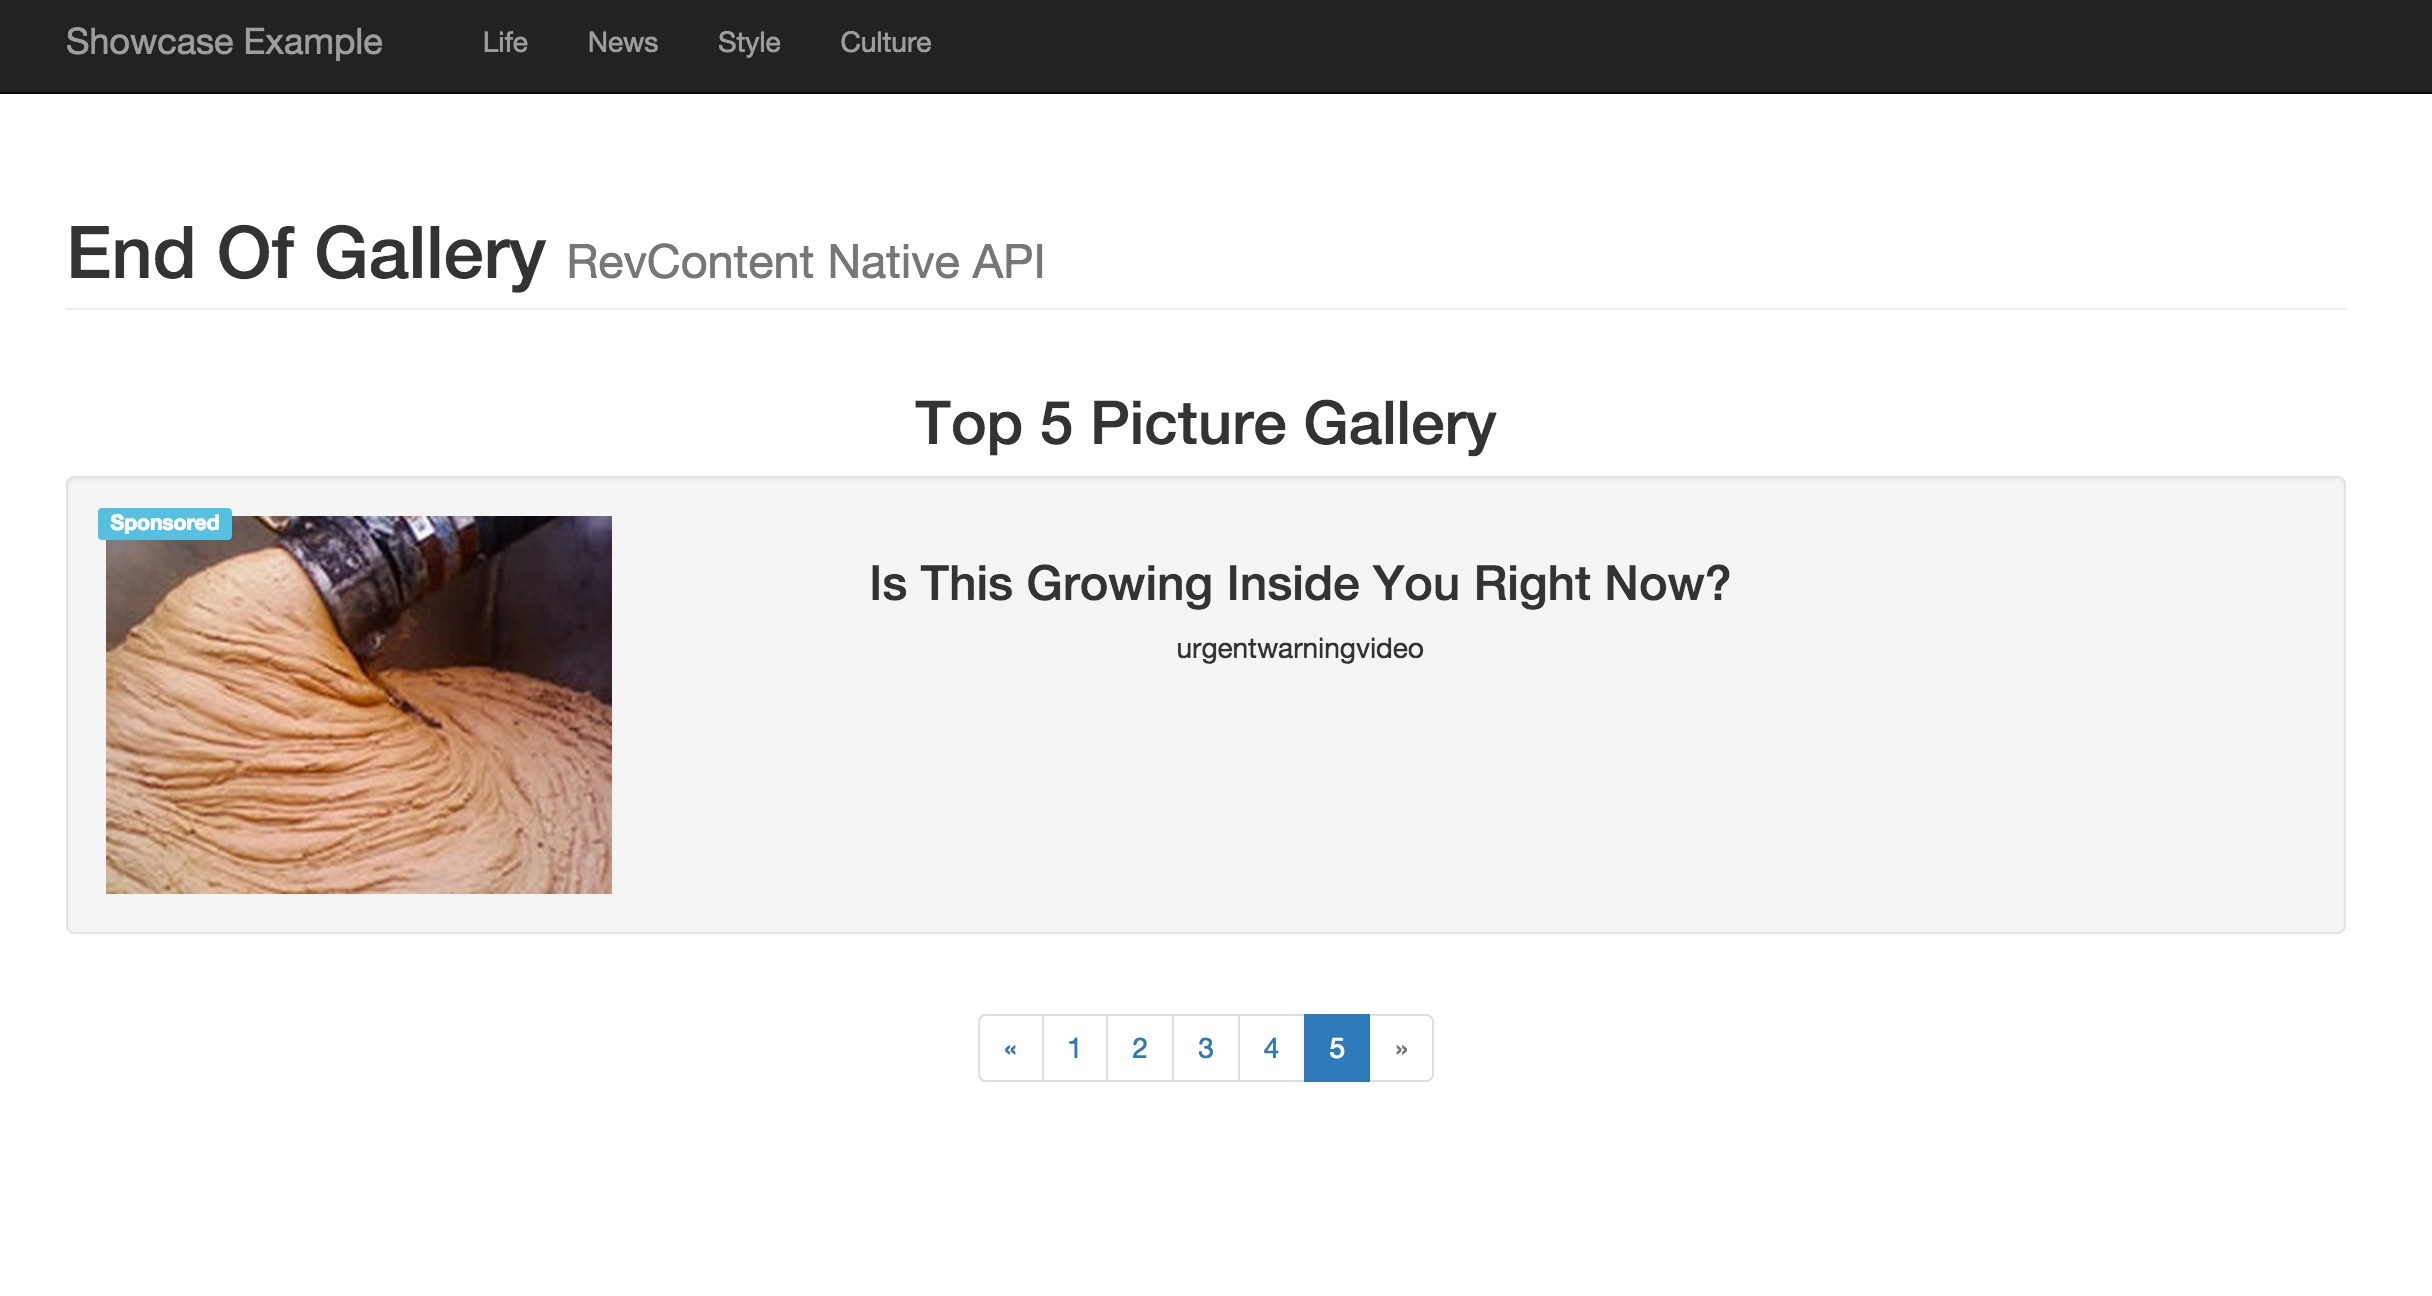 Showcase Example Life News Style Culture
End Of Gallery RevContent Native API
Top 5 Picture Gallery
Sponsored
Is This Growing Inside You Right Now?
urgentwarningvideo
« 1 2 3 4 5 »